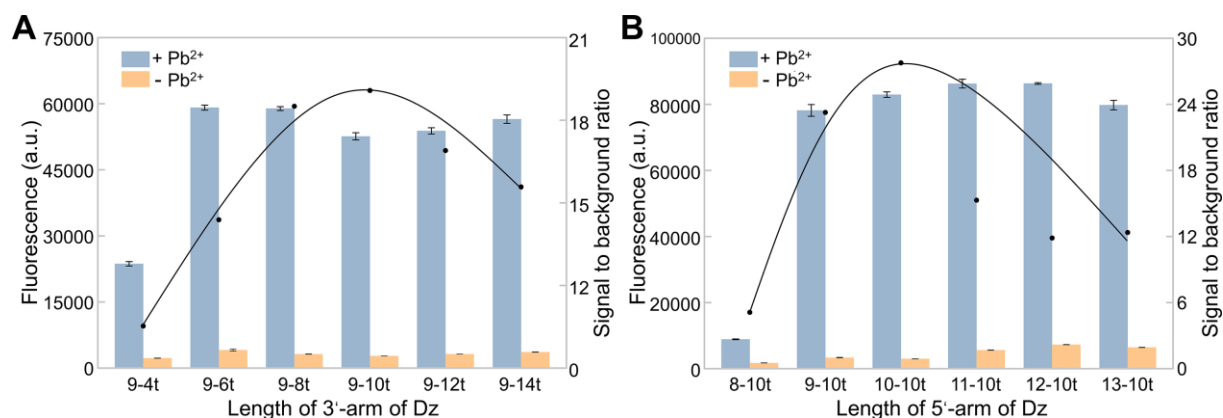 A
+ Pb²⁺
- Pb²⁺
Fluorescence (a.u.)
75000
60000
45000
30000
15000
0
21
18
15
12
0
Signal to background ratio
9-4t 9-6t 9-8t 9-10t 9-12t 9-14t
Length of 3'-arm of Dz
B
+ Pb²⁺
- Pb²⁺
Fluorescence (a.u.)
100000
80000
60000
40000
20000
0
30
24
18
12
6
0
Signal to background ratio
8-10t 9-10t 10-10t 11-10t 12-10t 13-10t
Length of 5'-arm of Dz